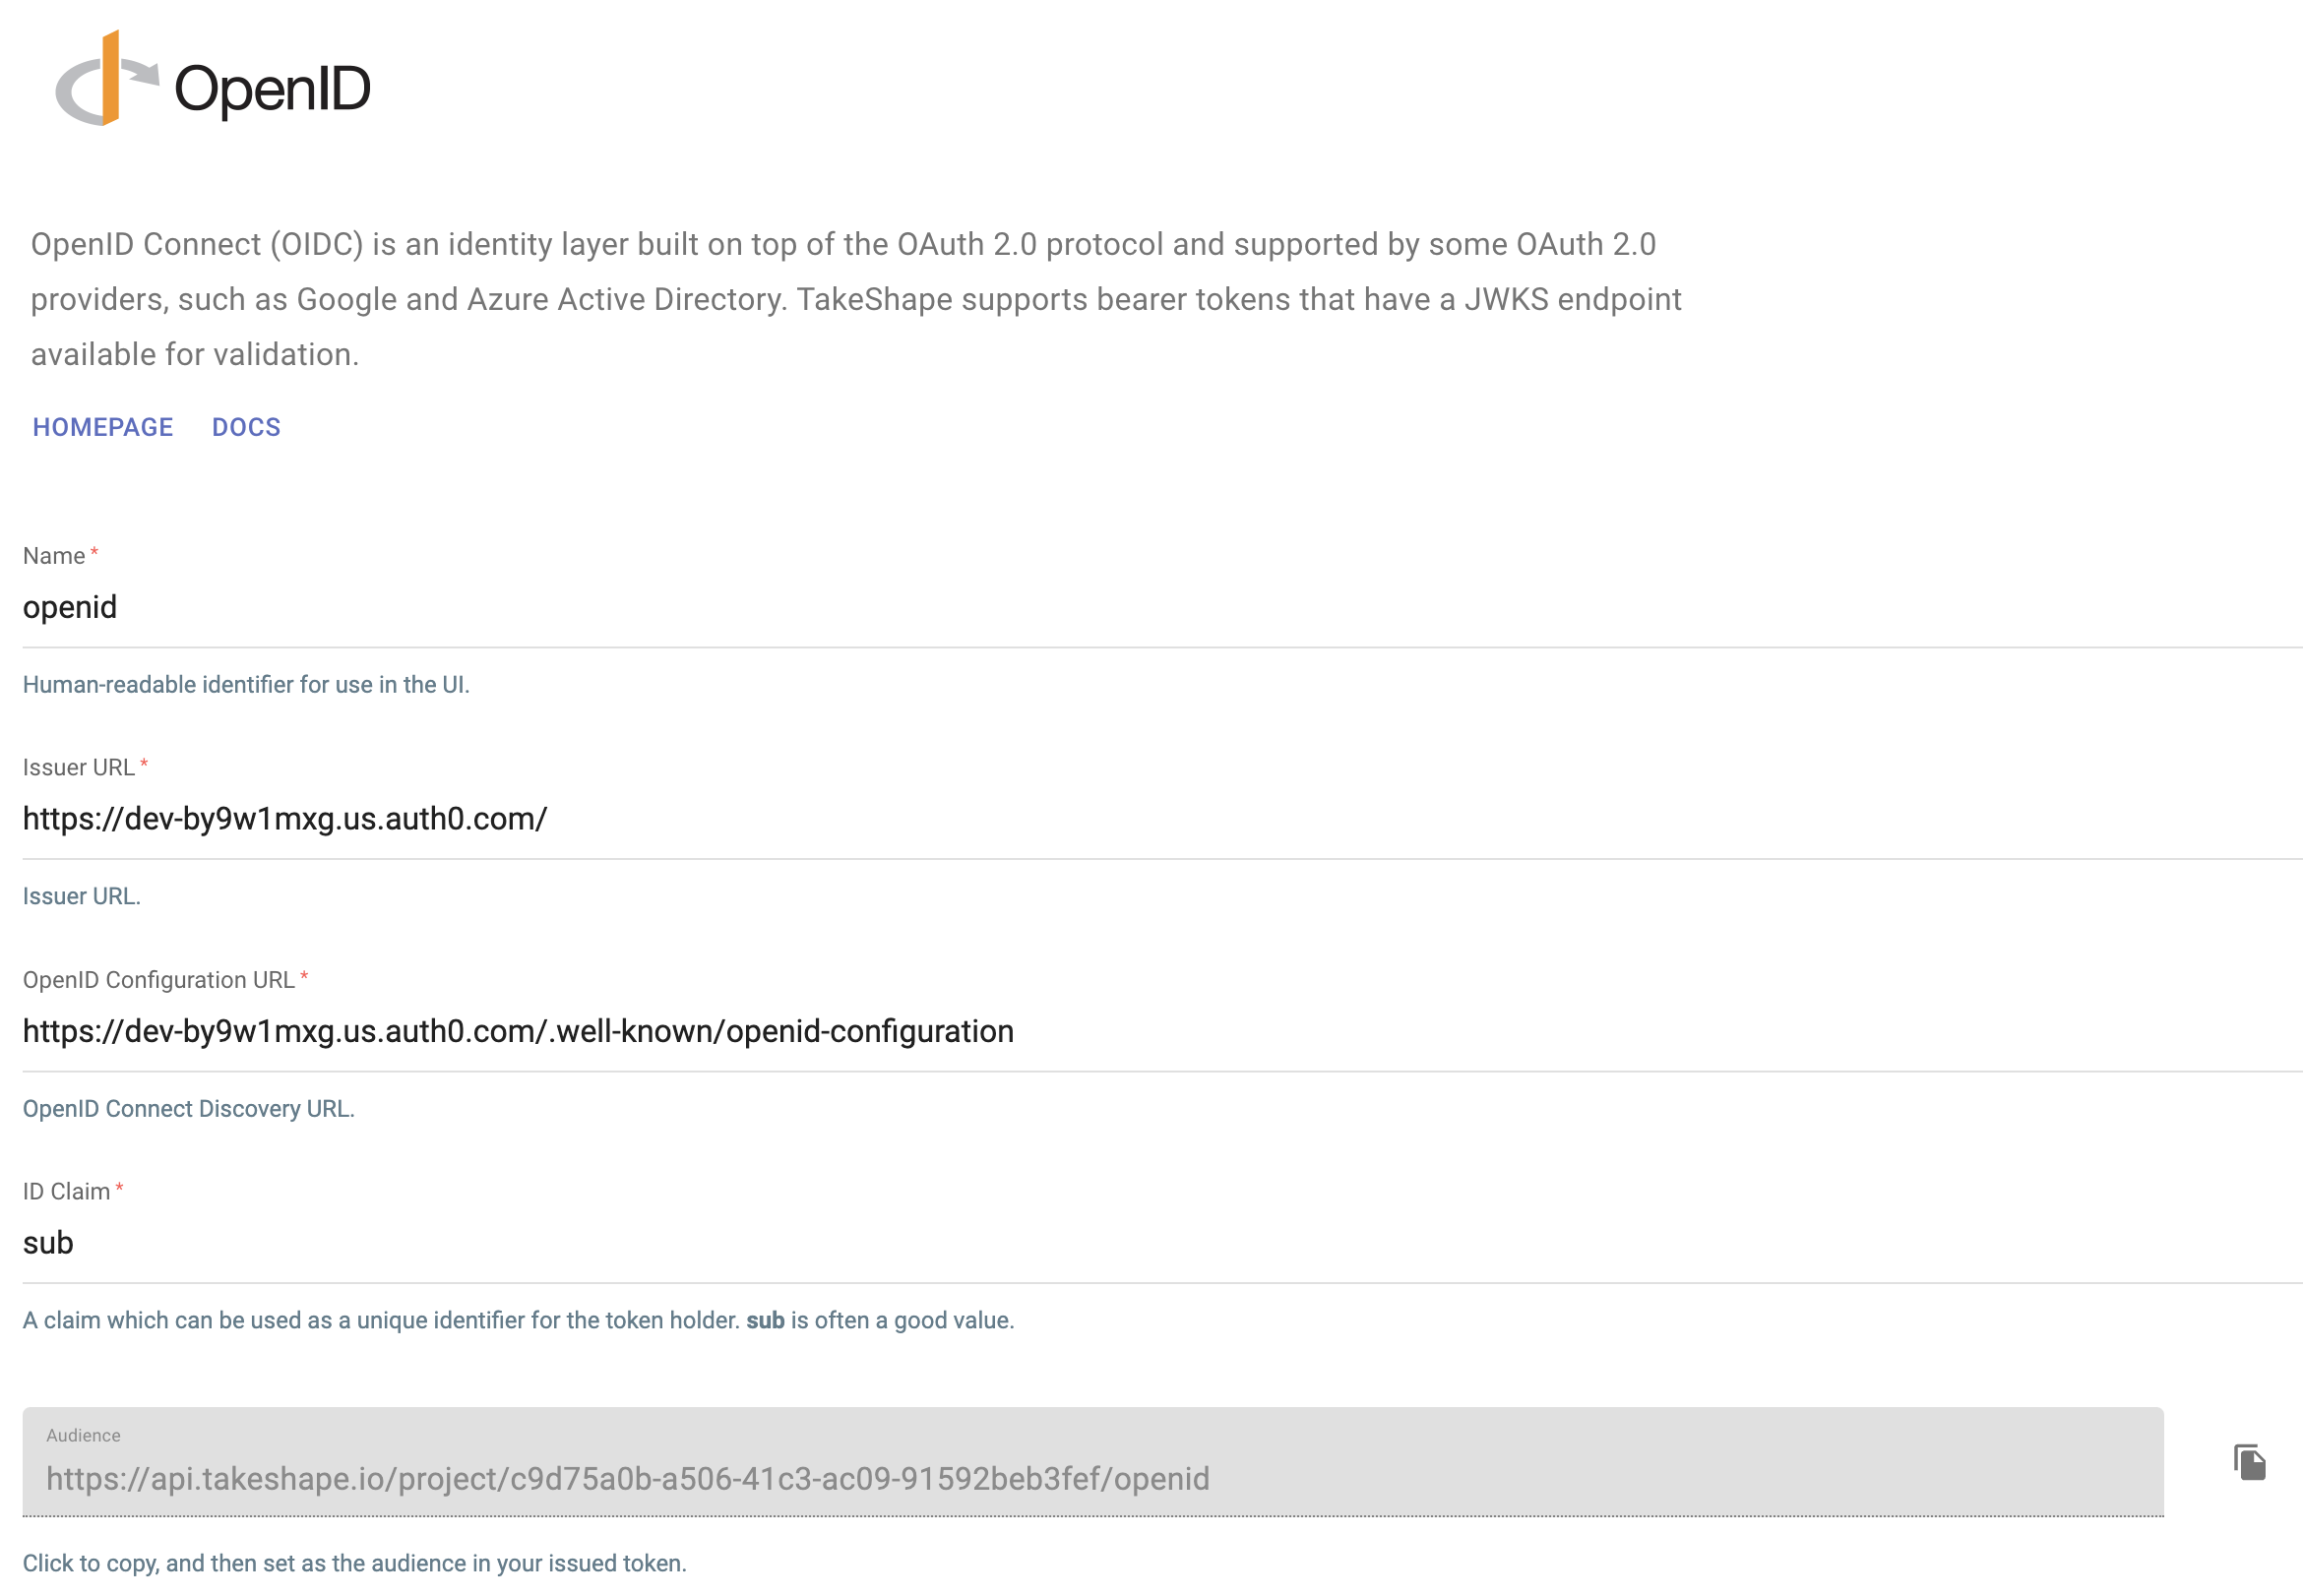 OpenID
OpenID Connect (OIDC) is an identity layer built on top of the OAuth 2.0 protocol and supported by some OAuth 2.0
providers, such as Google and Azure Active Directory. TakeShape supports bearer tokens that have a JWKS endpoint
available for validation.
HOMEPAGE DOCS
Name *
openid
Human-readable identifier for use in the UI.
Issuer URL *
https://dev-by9w1mxg.us.auth0.com/
Issuer URL.
OpenID Configuration URL *
https://dev-by9w1mxg.us.auth0.com/.well-known/openid-configuration
OpenID Connect Discovery URL.
ID Claim *
sub
A claim which can be used as a unique identifier for the token holder. sub is often a good value.
Audience
https://api.takeshape.io/project/c9d75a0b-a506-41c3-ac09-91592beb3fef/openid
Click to copy, and then set as the audience in your issued token.